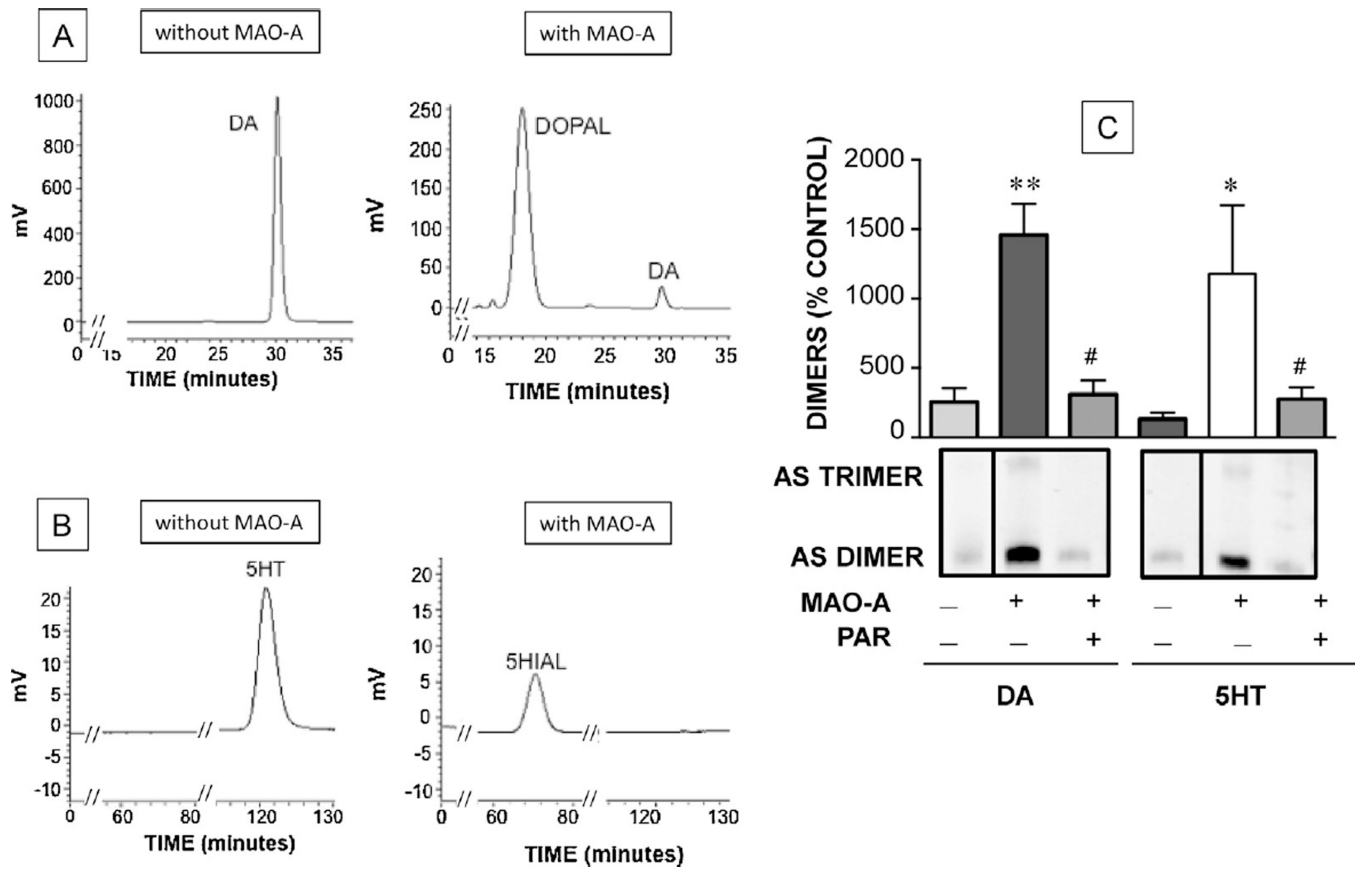 A
without MAO-A
with MAO-A
1000
800
600
400
200
0
mV
DA
0 15 20 25 30 35
TIME (minutes)
250
200
150
100
50
0
mV
DOPAL
DA
0 15 20 25 30 35
TIME (minutes)
B
without MAO-A
with MAO-A
20
15
10
5
0
-5
-10
mV
5HT
0 60 80 120 130
TIME (minutes)
20
15
10
5
0
-5
-10
mV
5HIAL
0 60 80 120 130
TIME (minutes)
C
DIMERS (% CONTROL)
2000
1500
1000
500
0
** # * #
AS TRIMER
AS DIMER
MAO-A − + + − + +
PAR − − + − − +
DA 5HT